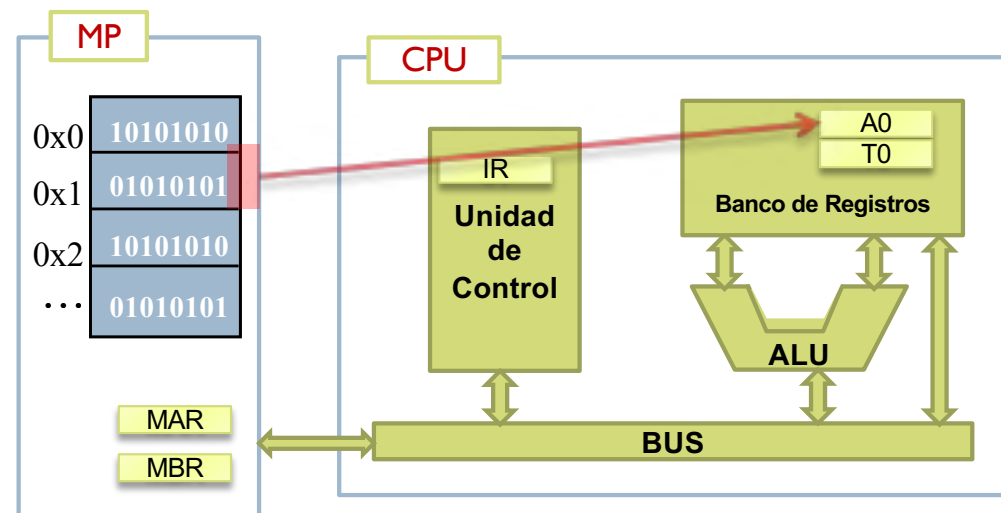 MP
CPU
0x0
10101010
0x1
01010101
0x2
10101010
...
01010101
MAR
MBR
IR
Unidad
de
Control
A0
T0
Banco de Registros
ALU
BUS